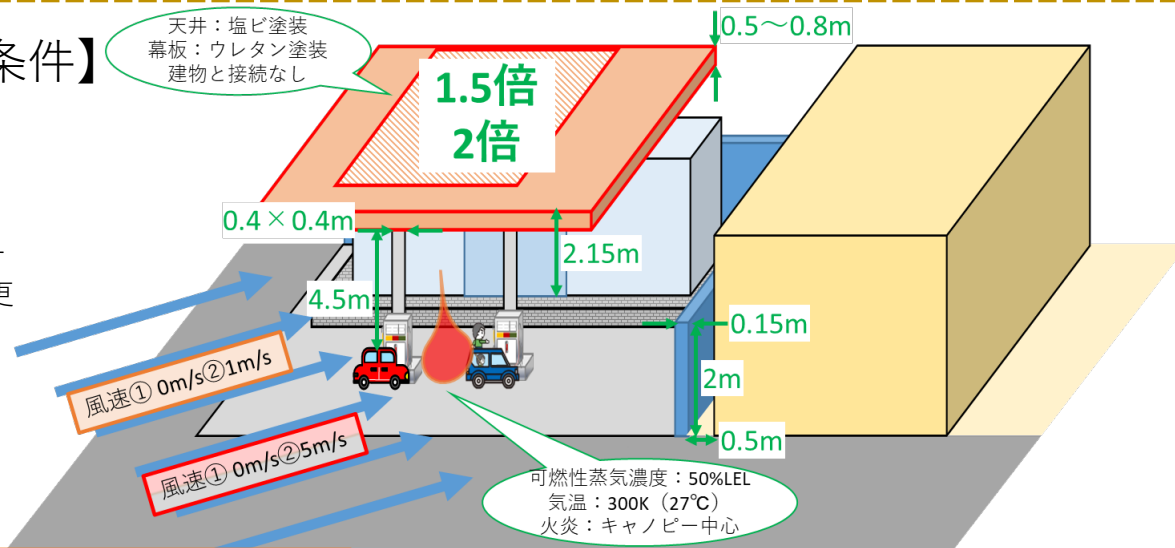 条件】
天井：塩ビ塗装
幕板：ウレタン塗装
建物と接続なし
0.5～0.8m
1.5倍
2倍
0.4×0.4m
2.15m
4.5m
更
0.15m
2m
0.5m
風速① 0m/s②1m/s
風速① 0m/s②5m/s
可燃性蒸気濃度：50%LEL
気温：300K（27℃）
火炎：キャノピー中心